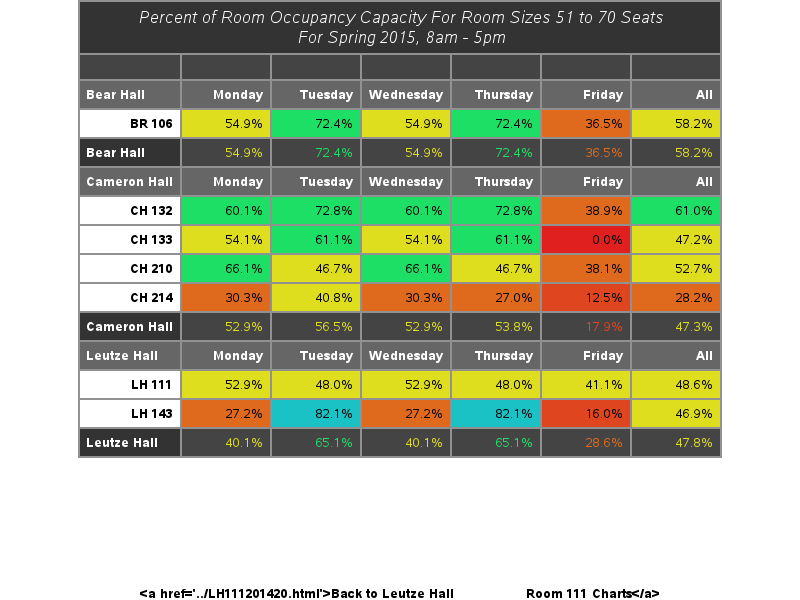 Percent of Room Occupancy Capacity For Room Sizes 51 to 70 Seats
For Spring 2015, 8am - 5pm
Bear Hall Monday Tuesday Wednesday Thursday Friday All
BR 106 54.9% 72.4% 54.9% 72.4% 36.5% 58.2%
Bear Hall 54.9% 72.4% 54.9% 72.4% 36.5% 58.2%
Cameron Hall Monday Tuesday Wednesday Thursday Friday All
CH 132 60.1% 72.8% 60.1% 72.8% 38.9% 61.0%
CH 133 54.1% 61.1% 54.1% 61.1% 0.0% 47.2%
CH 210 66.1% 46.7% 66.1% 46.7% 38.1% 52.7%
CH 214 30.3% 40.8% 30.3% 27.0% 12.5% 28.2%
Cameron Hall 52.9% 56.5% 52.9% 53.8% 17.9% 47.3%
Leutze Hall Monday Tuesday Wednesday Thursday Friday All
LH 111 52.9% 48.0% 52.9% 48.0% 41.1% 48.6%
LH 143 27.2% 82.1% 27.2% 82.1% 16.0% 46.9%
Leutze Hall 40.1% 65.1% 40.1% 65.1% 28.6% 47.8%
<a href='../LH111201420.html'>Back to Leutze Hall Room 111 Charts</a>